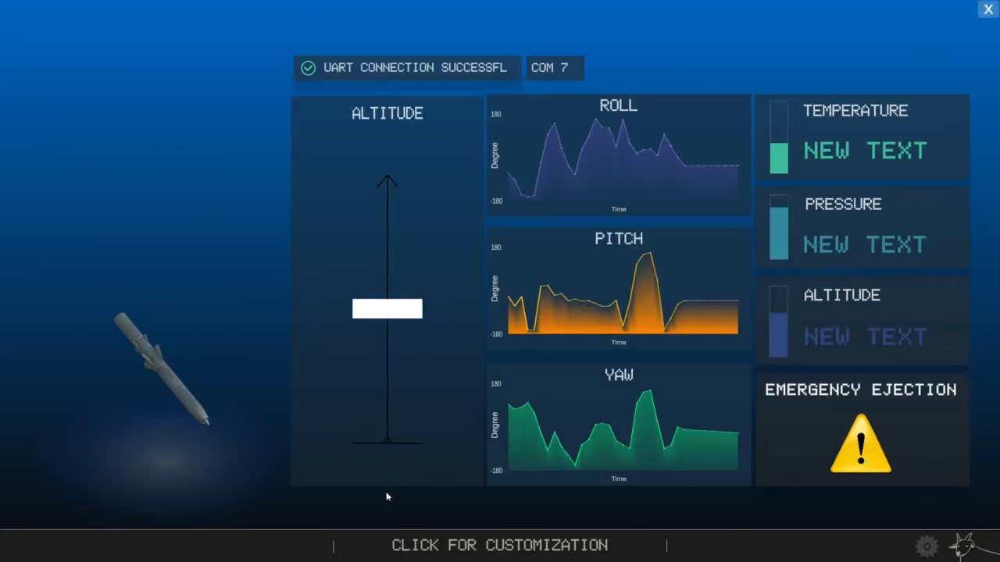 X
UART CONNECTION SUCCESSFL
COM 7
ALTITUDE
ROLL
180
Degree
-180
Time
PITCH
180
Degree
-180
Time
YAW
180
Degree
-180
Time
TEMPERATURE
NEW TEXT
PRESSURE
NEW TEXT
ALTITUDE
NEW TEXT
EMERGENCY EJECTION
!
CLICK FOR CUSTOMIZATION